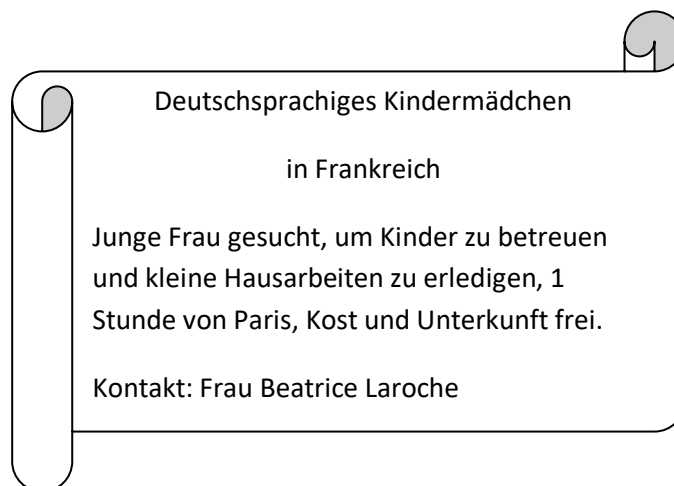 Deutschsprachiges Kindermädchen
in Frankreich
Junge Frau gesucht, um Kinder zu betreuen
und kleine Hausarbeiten zu erledigen, 1
Stunde von Paris, Kost und Unterkunft frei.
Kontakt: Frau Beatrice Laroche